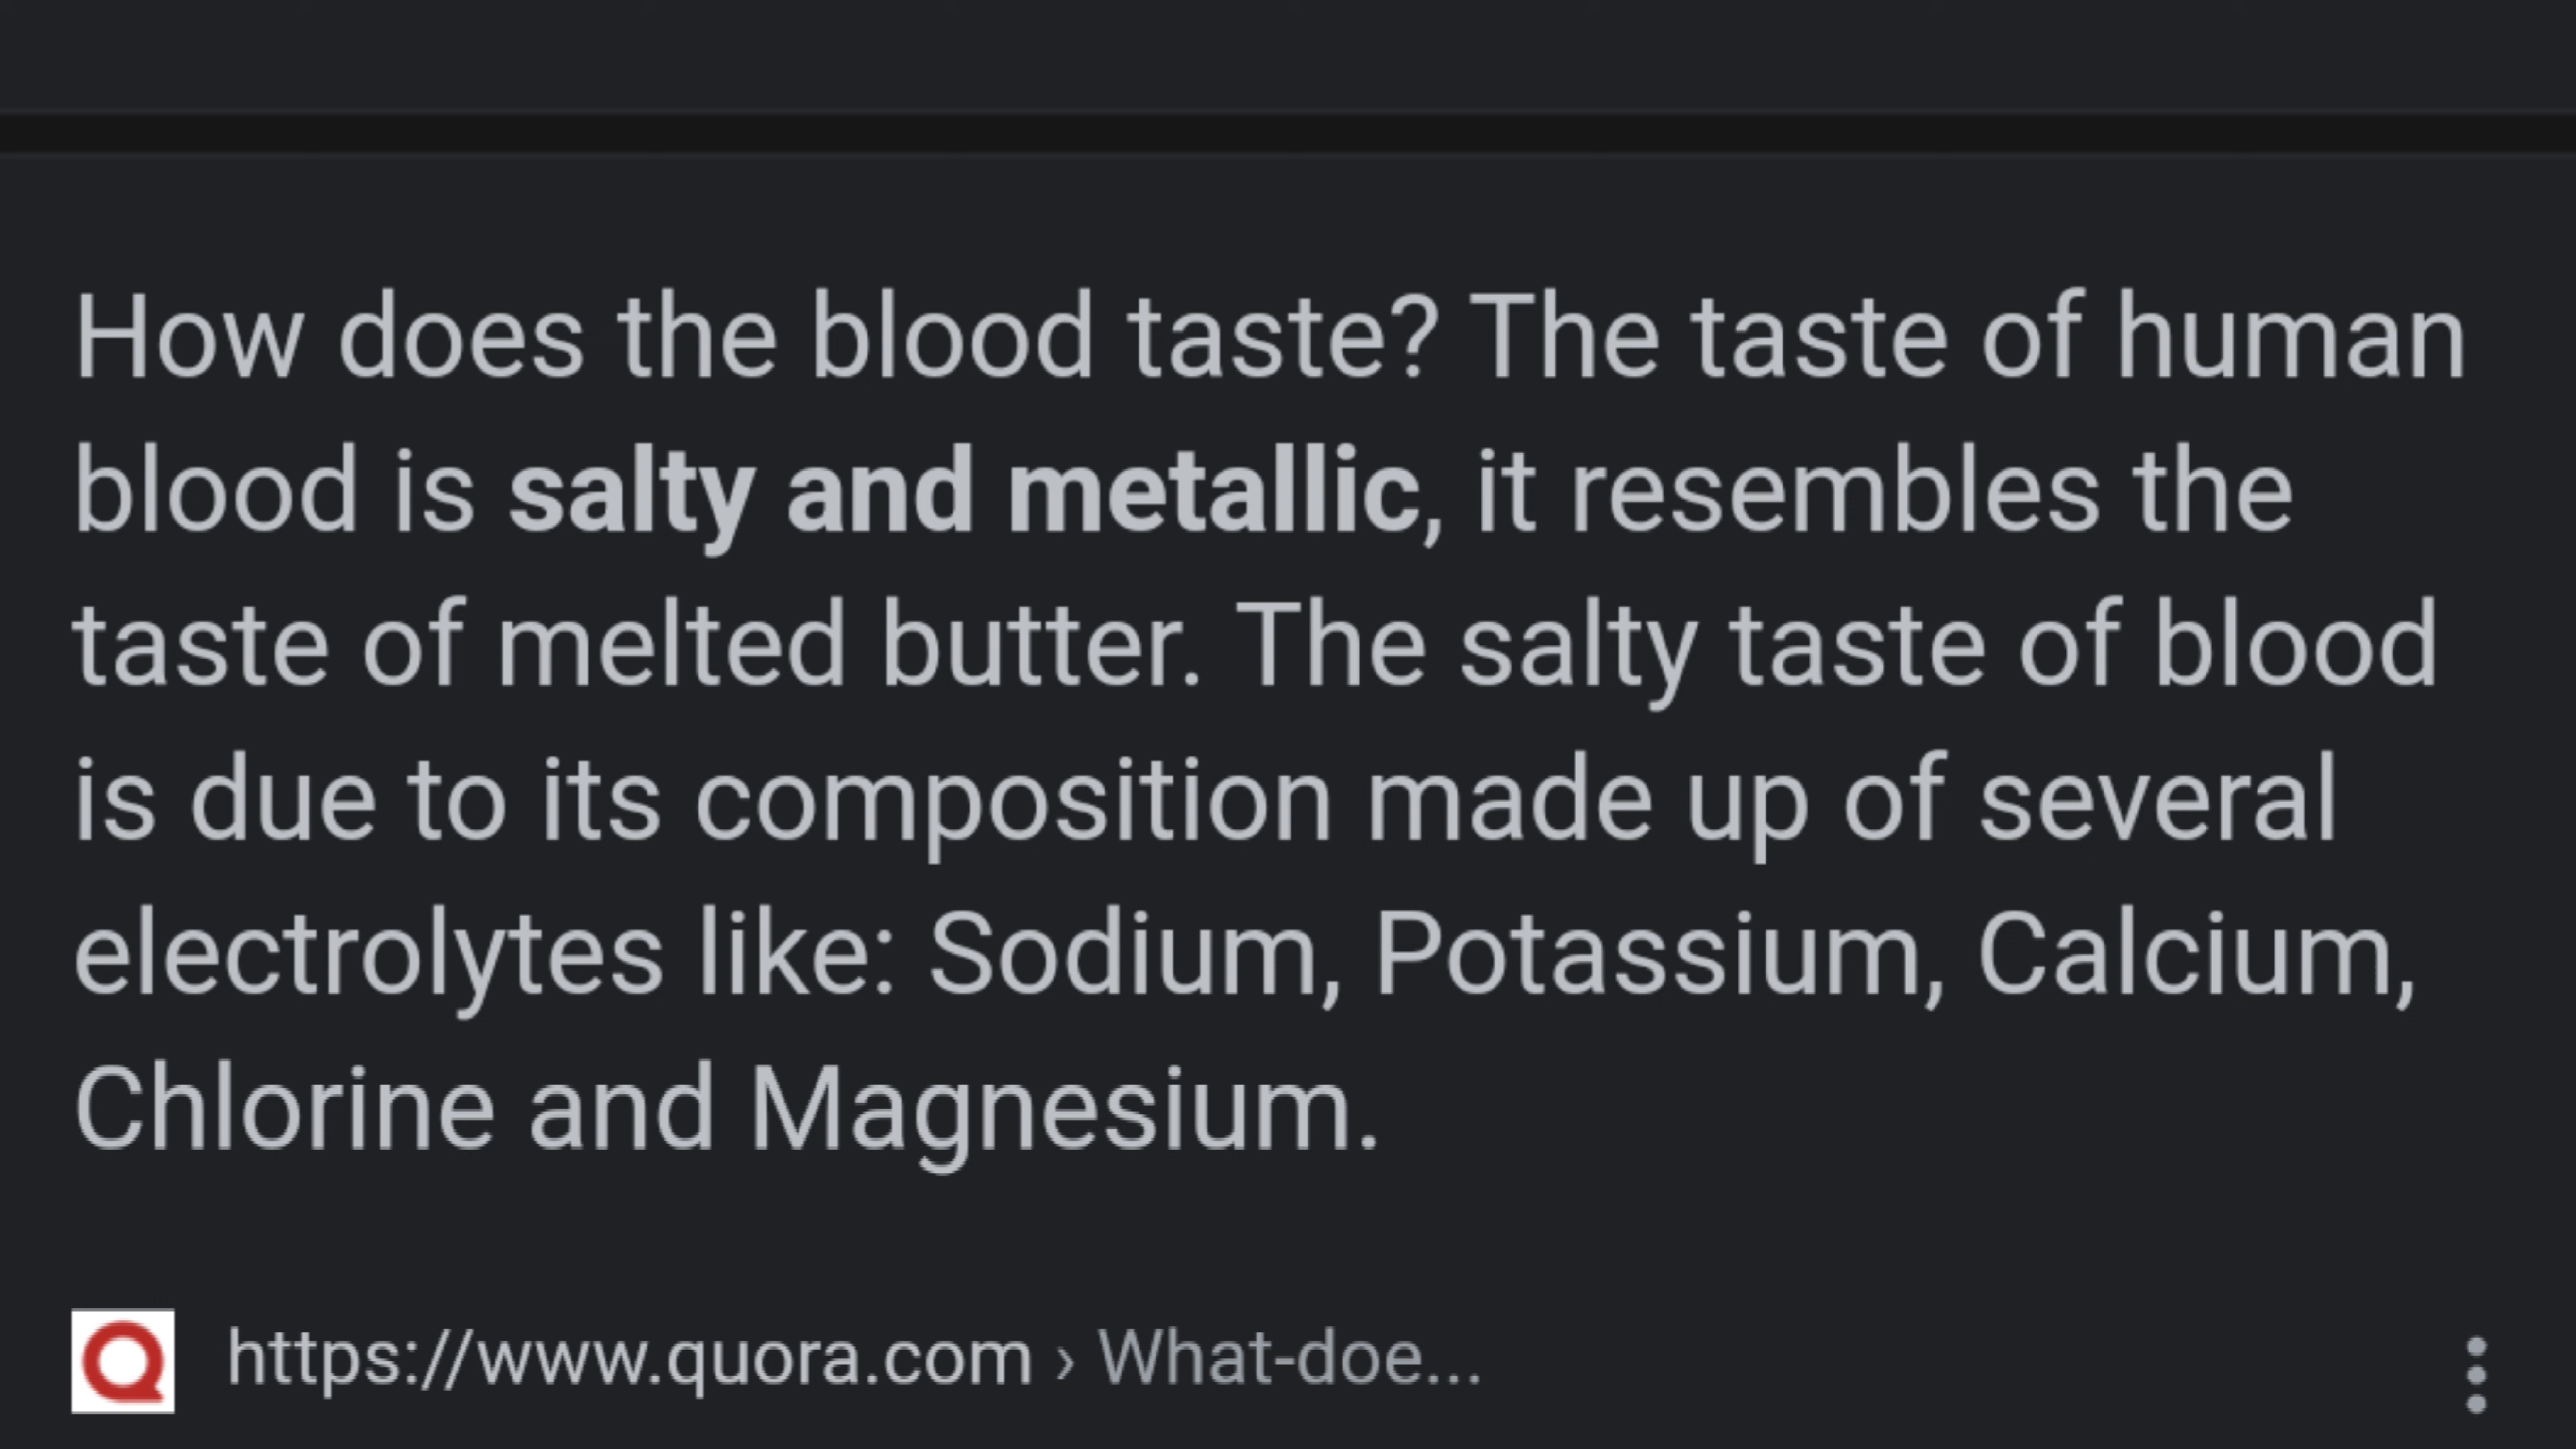 How does the blood taste? The taste of human
blood is salty and metallic, it resembles the
taste of melted butter. The salty taste of blood
is due to its composition made up of several
electrolytes like: Sodium, Potassium, Calcium,
Chlorine and Magnesium.
https://www.quora.com › What-doe...